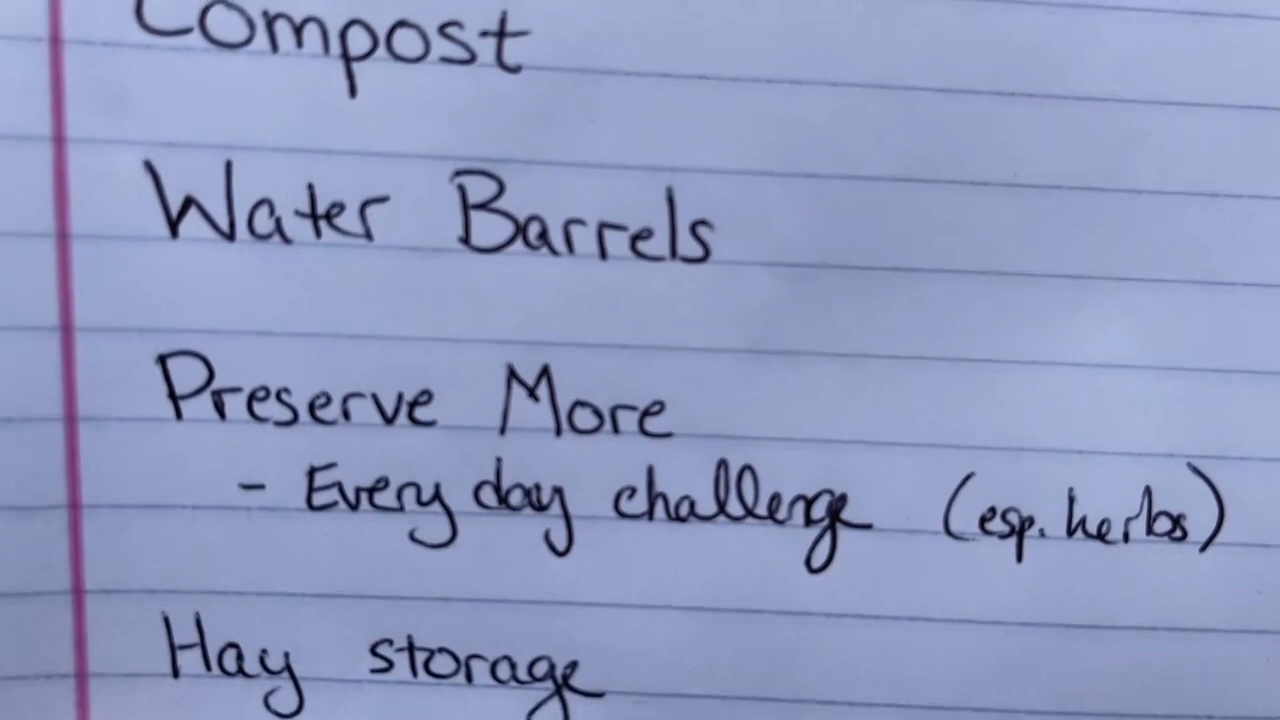 Compost
Water Barrels
Preserve More
- Every day challenge (esp. herbs)
Hay storage